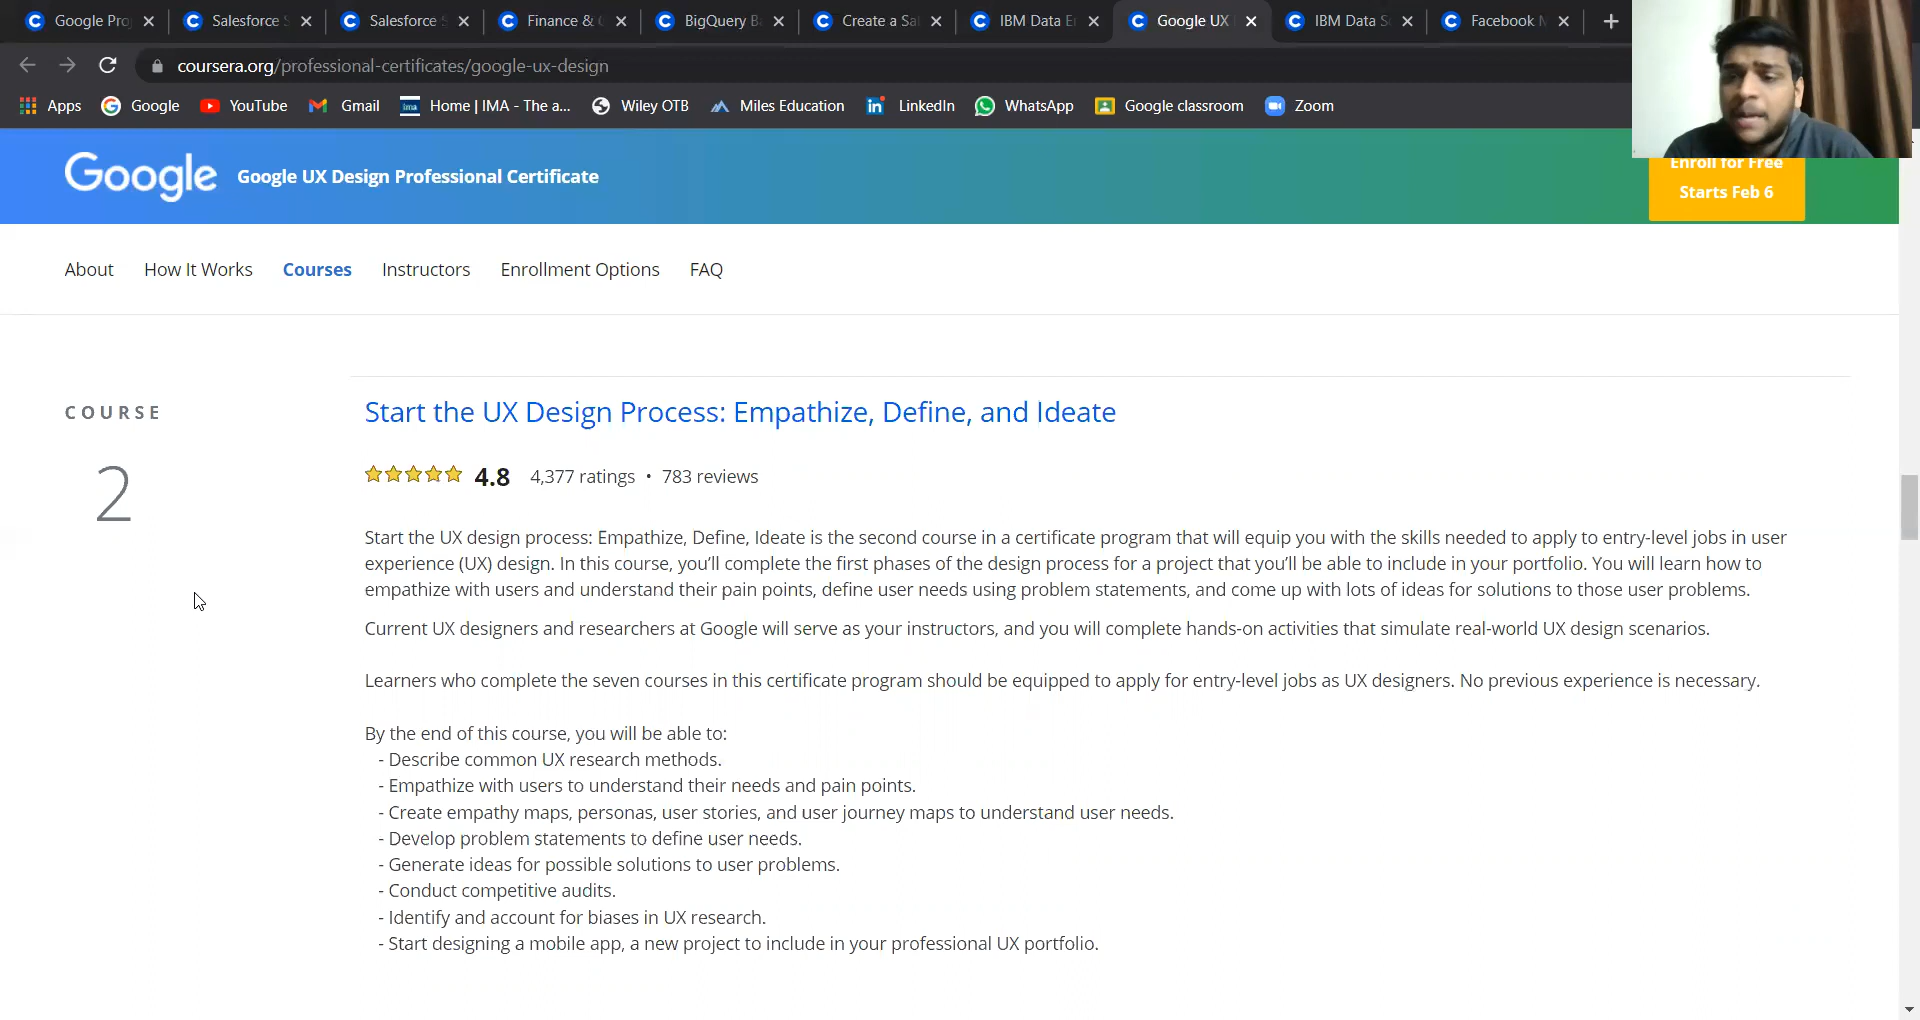 Google Pro
Salesforce S
Salesforce S
Finance &
BigQuery B
Create a Sa
IBM Data E
Google UX
IBM Data S
Facebook M
coursera.org/professional-certificates/google-ux-design
Apps
Google
YouTube
Gmail
Home | IMA - The a...
Wiley OTB
Miles Education
LinkedIn
WhatsApp
Google classroom
Zoom
Google
Google UX Design Professional Certificate
Enroll for Free
Starts Feb 6
About
How It Works
Courses
Instructors
Enrollment Options
FAQ
COURSE
2
Start the UX Design Process: Empathize, Define, and Ideate
4.8 4,377 ratings • 783 reviews
Start the UX design process: Empathize, Define, Ideate is the second course in a certificate program that will equip you with the skills needed to apply to entry-level jobs in user
experience (UX) design. In this course, you’ll complete the first phases of the design process for a project that you’ll be able to include in your portfolio. You will learn how to
empathize with users and understand their pain points, define user needs using problem statements, and come up with lots of ideas for solutions to those user problems.
Current UX designers and researchers at Google will serve as your instructors, and you will complete hands-on activities that simulate real-world UX design scenarios.
Learners who complete the seven courses in this certificate program should be equipped to apply for entry-level jobs as UX designers. No previous experience is necessary.
By the end of this course, you will be able to:
- Describe common UX research methods.
- Empathize with users to understand their needs and pain points.
- Create empathy maps, personas, user stories, and user journey maps to understand user needs.
- Develop problem statements to define user needs.
- Generate ideas for possible solutions to user problems.
- Conduct competitive audits.
- Identify and account for biases in UX research.
- Start designing a mobile app, a new project to include in your professional UX portfolio.